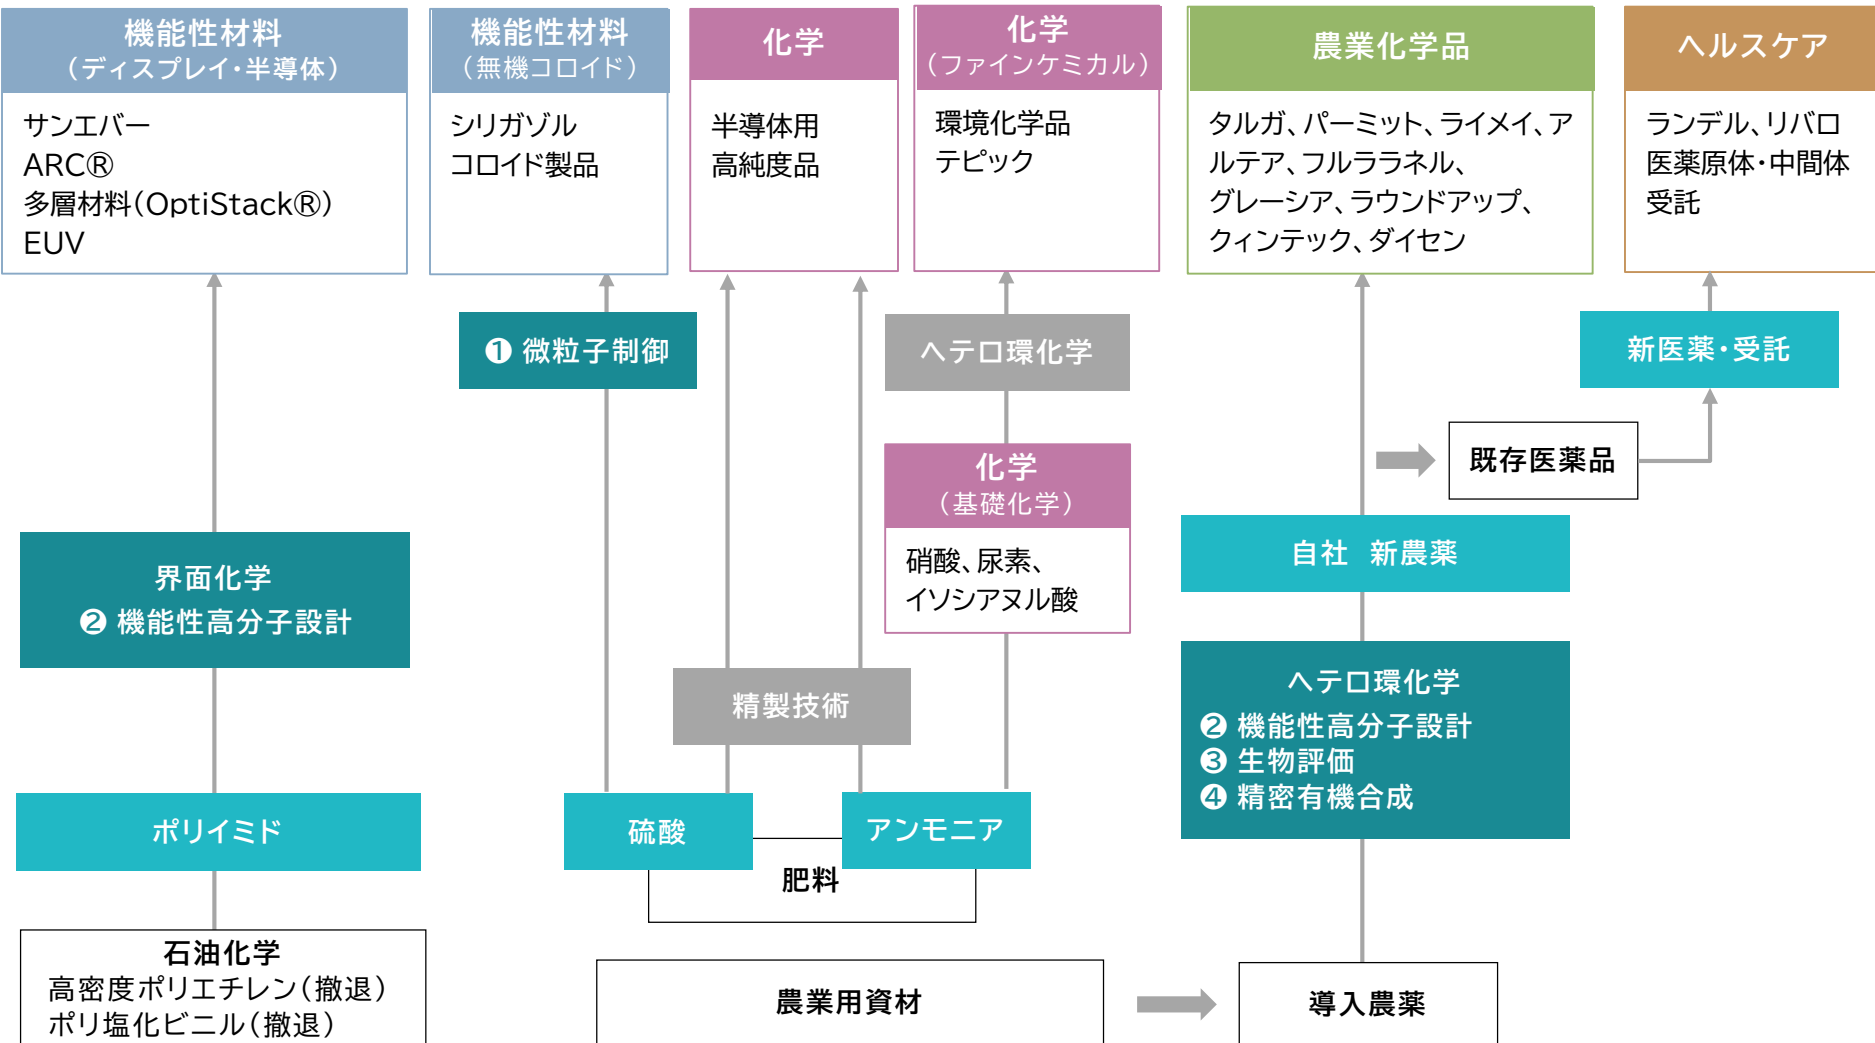 機能性材料
（ディスプレイ・半導体）
サンエバー
ARC®
多層材料（OptiStack®）
EUV
機能性材料
（無機コロイド）
シリガゾル
コロイド製品
化学
半導体用
高純度品
化学
（ファインケミカル）
環境化学品
テピック
農業化学品
タルガ、パーミット、ライメイ、ア
ルテア、フルララネル、
グレーシア、ラウンドアップ、
クィンテック、ダイセン
ヘルスケア
ランデル、リバロ
医薬原体・中間体
受託
❶ 微粒子制御
ヘテロ環化学
新医薬・受託
化学
（基礎化学）
硝酸、尿素、
イソシアヌル酸
既存医薬品
界面化学
❷ 機能性高分子設計
自社　新農薬
精製技術
ヘテロ環化学
❷ 機能性高分子設計
❸ 生物評価
❹ 精密有機合成
ポリイミド
硫酸
アンモニア
肥料
石油化学
高密度ポリエチレン（撤退）
ポリ塩化ビニル（撤退）
農業用資材
導入農薬